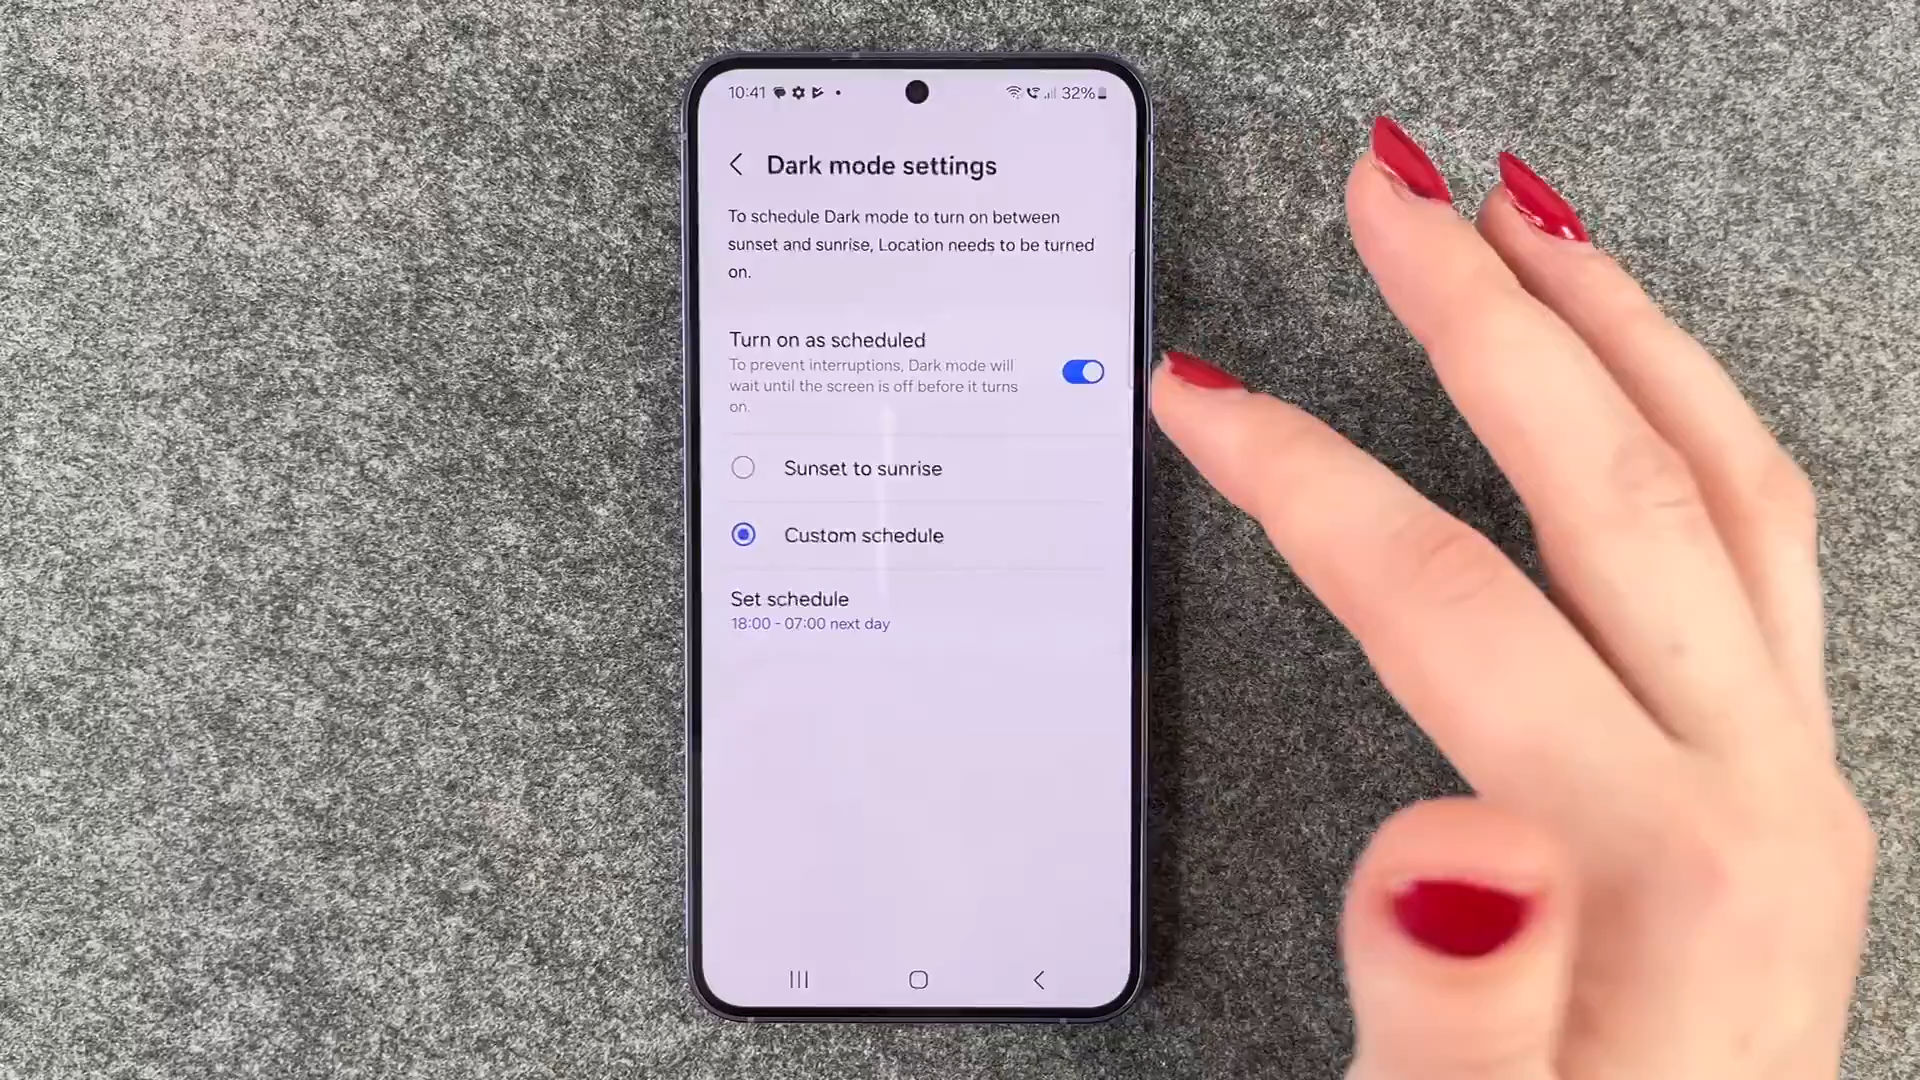 10:41
32%
Dark mode settings
To schedule Dark mode to turn on between
sunset and sunrise, Location needs to be turned
on.
Turn on as scheduled
To prevent interruptions, Dark mode will
wait until the screen is off before it turns
on.
Sunset to sunrise
Custom schedule
Set schedule
18:00 - 07:00 next day